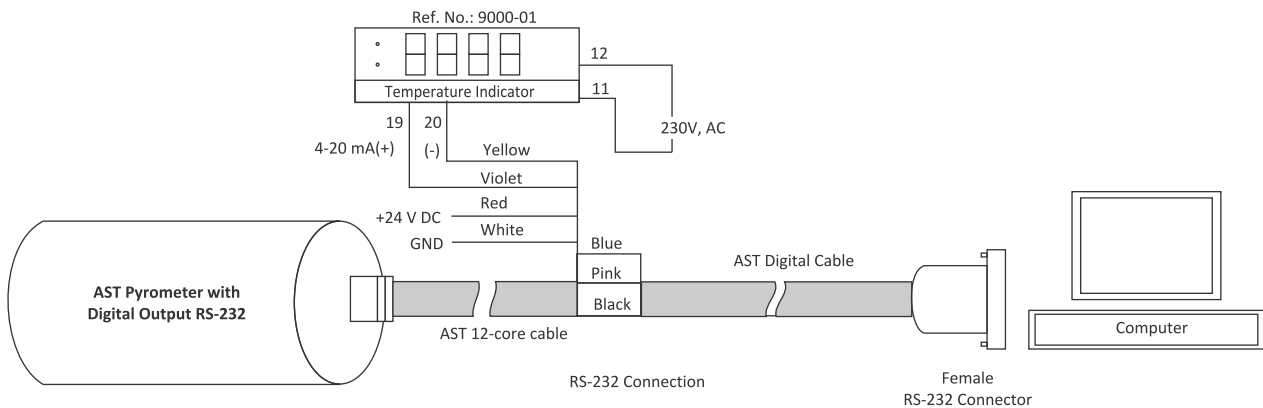 Ref. No.: 9000-01
12
Temperature Indicator
11
19
20
230V, AC
4-20 mA(+)
(-)
Yellow
Violet
Red
+24 V DC
White
GND
Blue
Pink
AST Digital Cable
AST Pyrometer with
Digital Output RS-232
Black
AST 12-core cable
Computer
RS-232 Connection
Female
RS-232 Connector